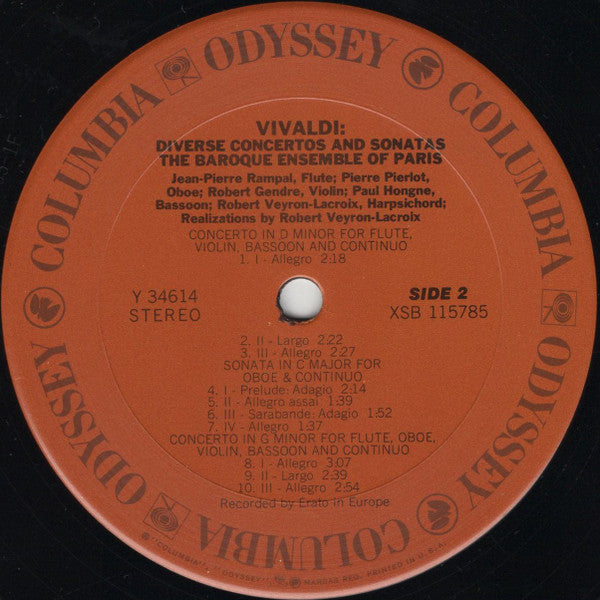 COLUMBIA ODYSSEY COLUMBIA ODYSSEY COLUMBIA ODYSSEY
VIVALDI:
DIVERSE CONCERTOS AND SONATAS
THE BAROQUE ENSEMBLE OF PARIS
Jean-Pierre Rampal, Flute; Pierre Pierlot,
Oboe; Robert Gendre, Violin; Paul Hongne,
Bassoon; Robert Veyron-Lacroix, Harpsichord;
Realizations by Robert Veyron-Lacroix
CONCERTO IN D MINOR FOR FLUTE,
VIOLIN, BASSOON AND CONTINUO
1. I - Allegro 2:18
Y 34614
STEREO
SIDE 2
XSB 115785
2. II - Largo 2:22
3. III - Allegro 2:27
SONATA IN C MAJOR FOR
OBOE & CONTINUO
4. I - Prelude: Adagio 2:14
5. II - Allegro assai 1:39
6. III - Sarabande: Adagio 1:52
7. IV - Allegro 1:37
CONCERTO IN G MINOR FOR FLUTE, OBOE,
VIOLIN, BASSOON AND CONTINUO
8. I - Allegro 3:07
9. II - Largo 2:39
10. III - Allegro 2:54
Recorded by Erato in Europe
"COLUMBIA", "ODYSSEY", MARCAS REG. PRINTED IN U.S.A.